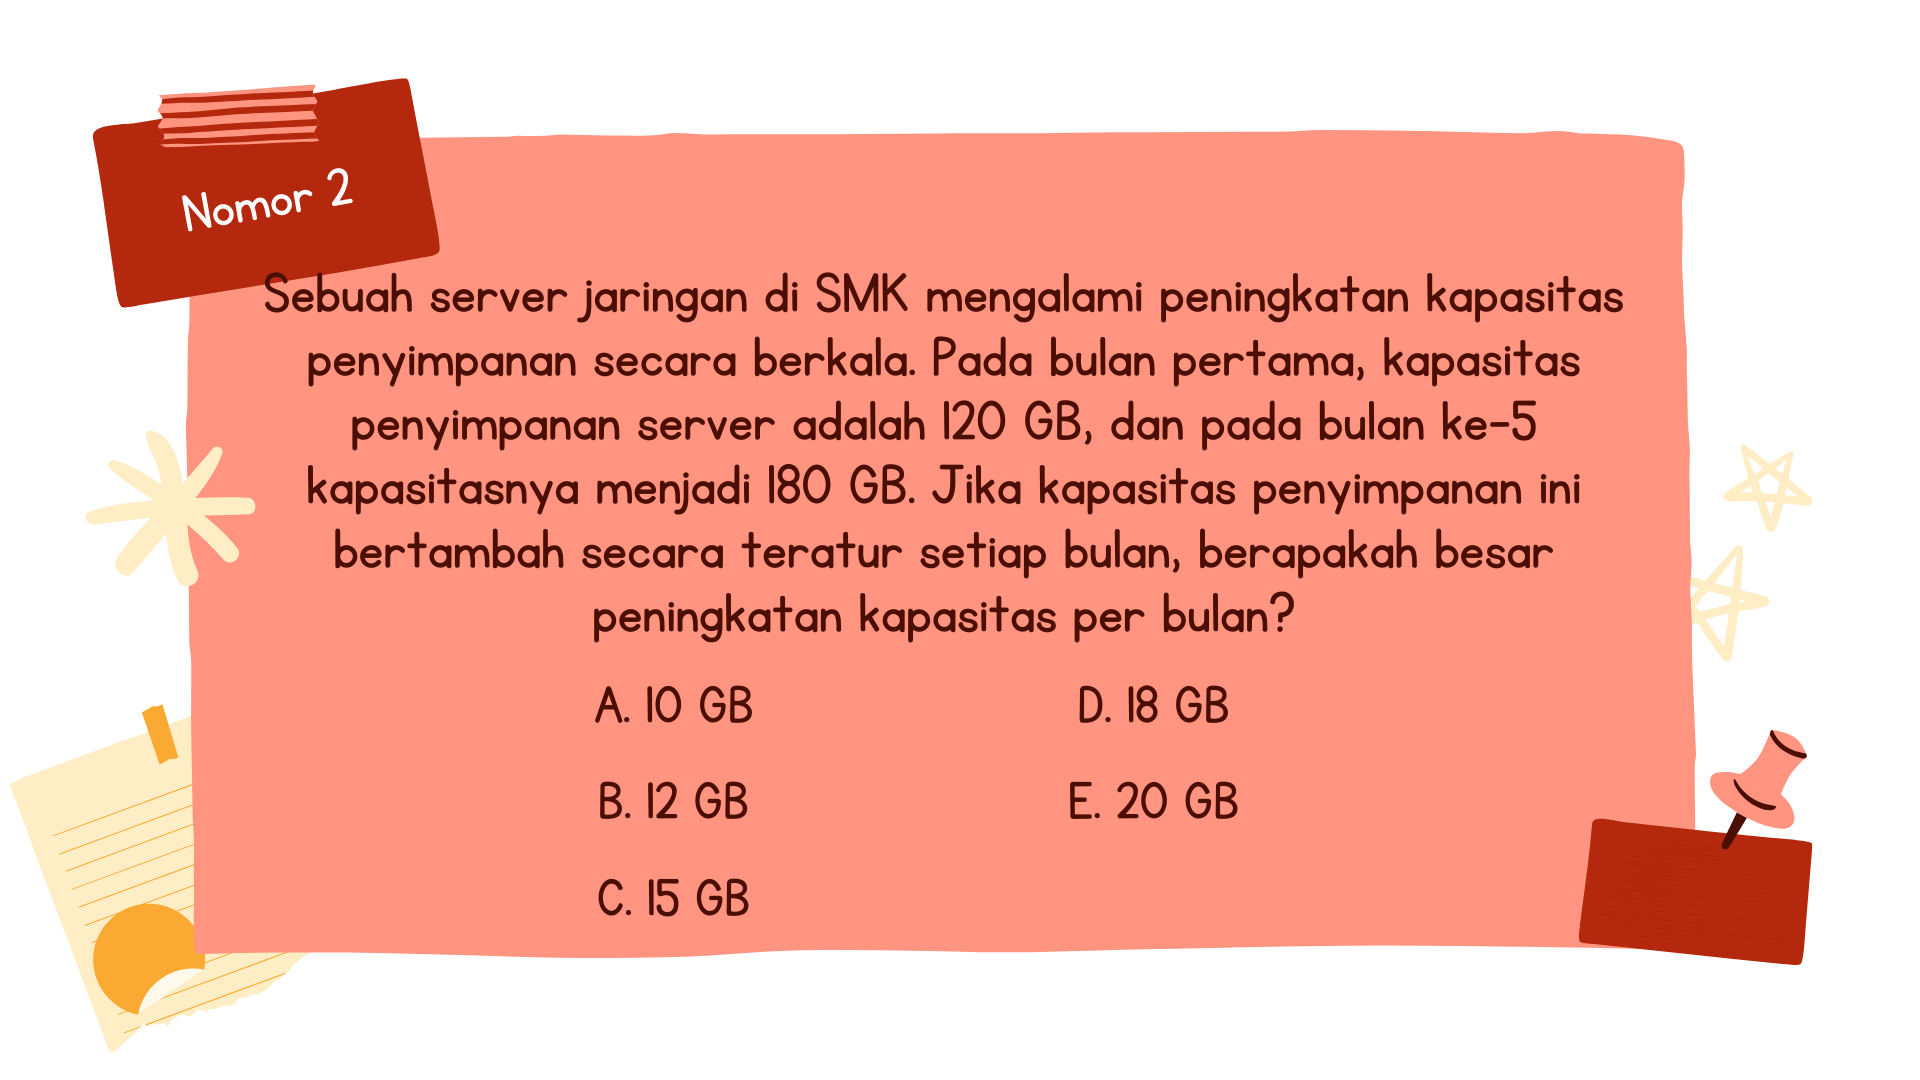 Nomor 2
Sebuah server jaringan di SMK mengalami peningkatan kapasitas
penyimpanan secara berkala. Pada bulan pertama, kapasitas
penyimpanan server adalah 120 GB, dan pada bulan ke-5
kapasitasnya menjadi 180 GB. Jika kapasitas penyimpanan ini
bertambah secara teratur setiap bulan, berapakah besar
peningkatan kapasitas per bulan?
A. 10 GB
B. 12 GB
C. 15 GB
D. 18 GB
E. 20 GB